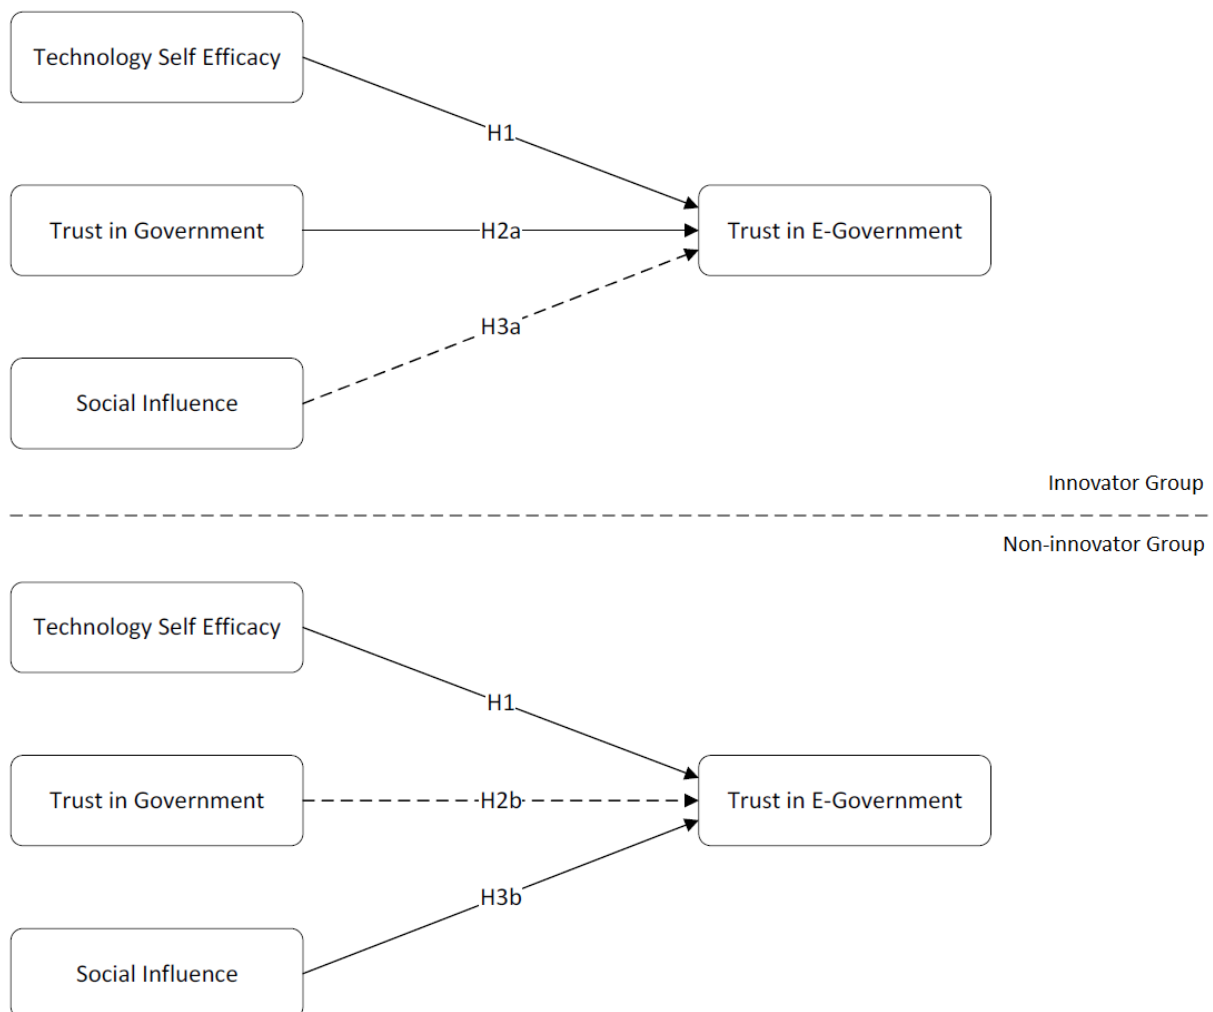 Technology Self Efficacy
H1
Trust in Government
H2a
Trust in E-Government
H3a
Social Influence
Innovator Group
Non-innovator Group
Technology Self Efficacy
H1
Trust in Government
H2b
Trust in E-Government
H3b
Social Influence